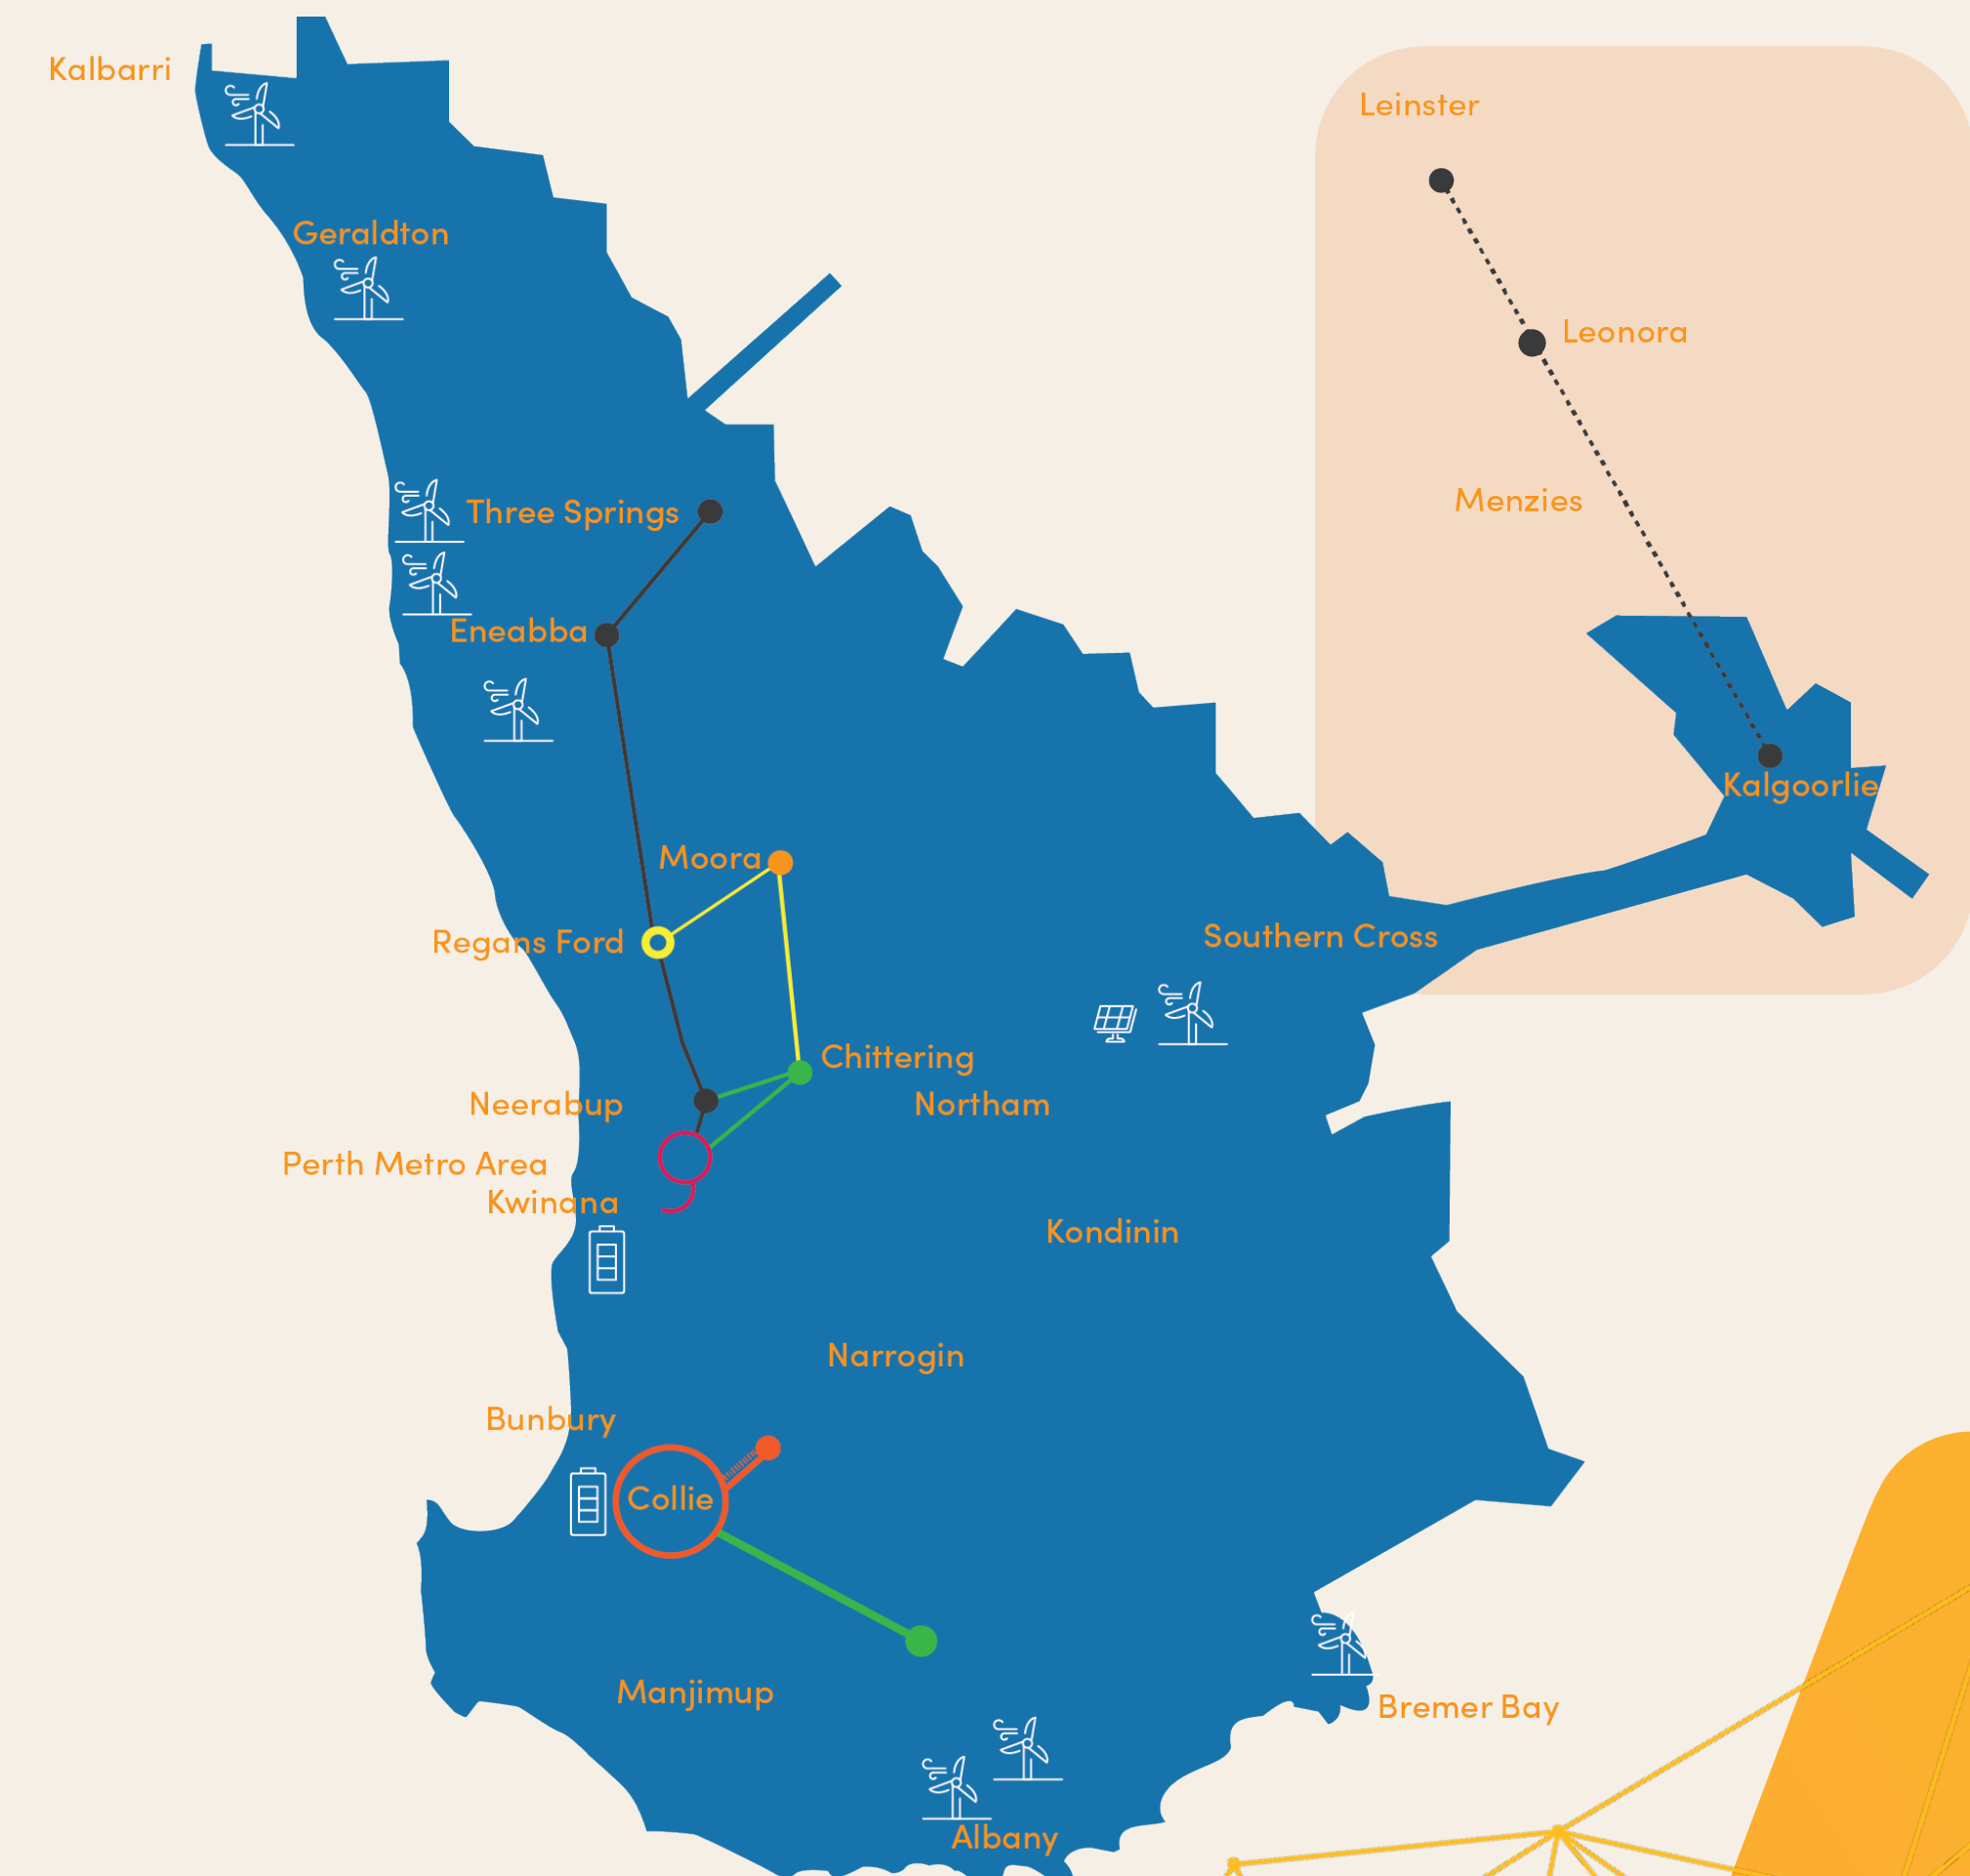 Kalbarri
Leinster
Geraldton
Leonora
Menzies
Three Springs
Eneabba
Kalgoorlie
Moora
Regans Ford
Southern Cross
Chittering
Neerabup
Northam
Perth Metro Area
Kwinana
Kondinin
Narrogin
Bunbury
Collie
Manjimup
Bremer Bay
Albany